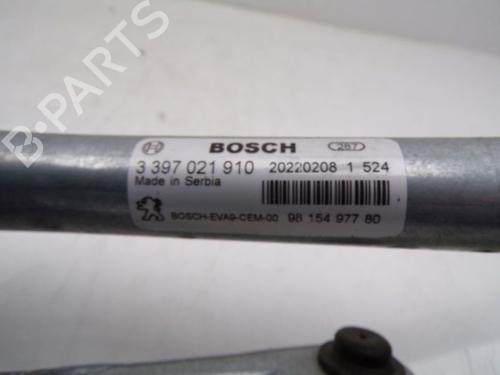 BOSCH 267
3 397 021 910 20220208 1 524
Made in Serbia
BOSCH-EVA9-CEM-00 98 154 977 80
B-PARTS